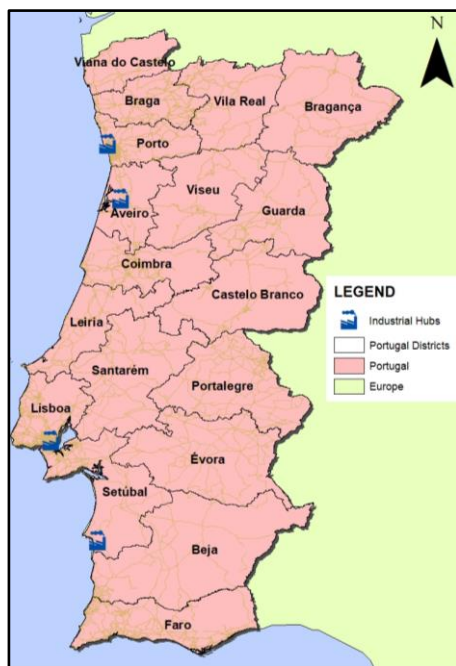 N
Viana do Castelo
Braga
Vila Real
Bragança
Porto
Viseu
Aveiro
Guarda
Coimbra
Castelo Branco
Leiria
LEGEND
Industrial Hubs
Portugal Districts
Portugal
Europe
Santarém
Portalegre
Lisboa
Évora
Setúbal
Beja
Faro